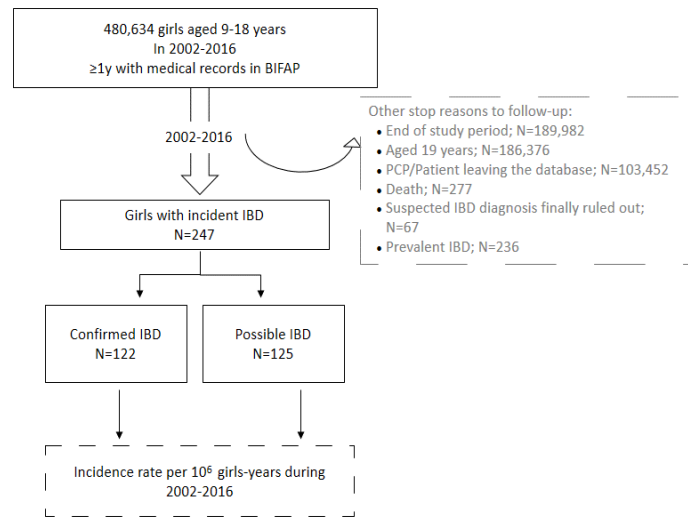 480,634 girls aged 9-18 years
In 2002-2016
≥1y with medical records in BIFAP
2002-2016
Other stop reasons to follow-up:
• End of study period; N=189,982
• Aged 19 years; N=186,376
• PCP/Patient leaving the database; N=103,452
• Death; N=277
• Suspected IBD diagnosis finally ruled out;
N=67
• Prevalent IBD; N=236
Girls with incident IBD
N=247
Confirmed IBD
N=122
Possible IBD
N=125
Incidence rate per 10⁶ girls-years during
2002-2016